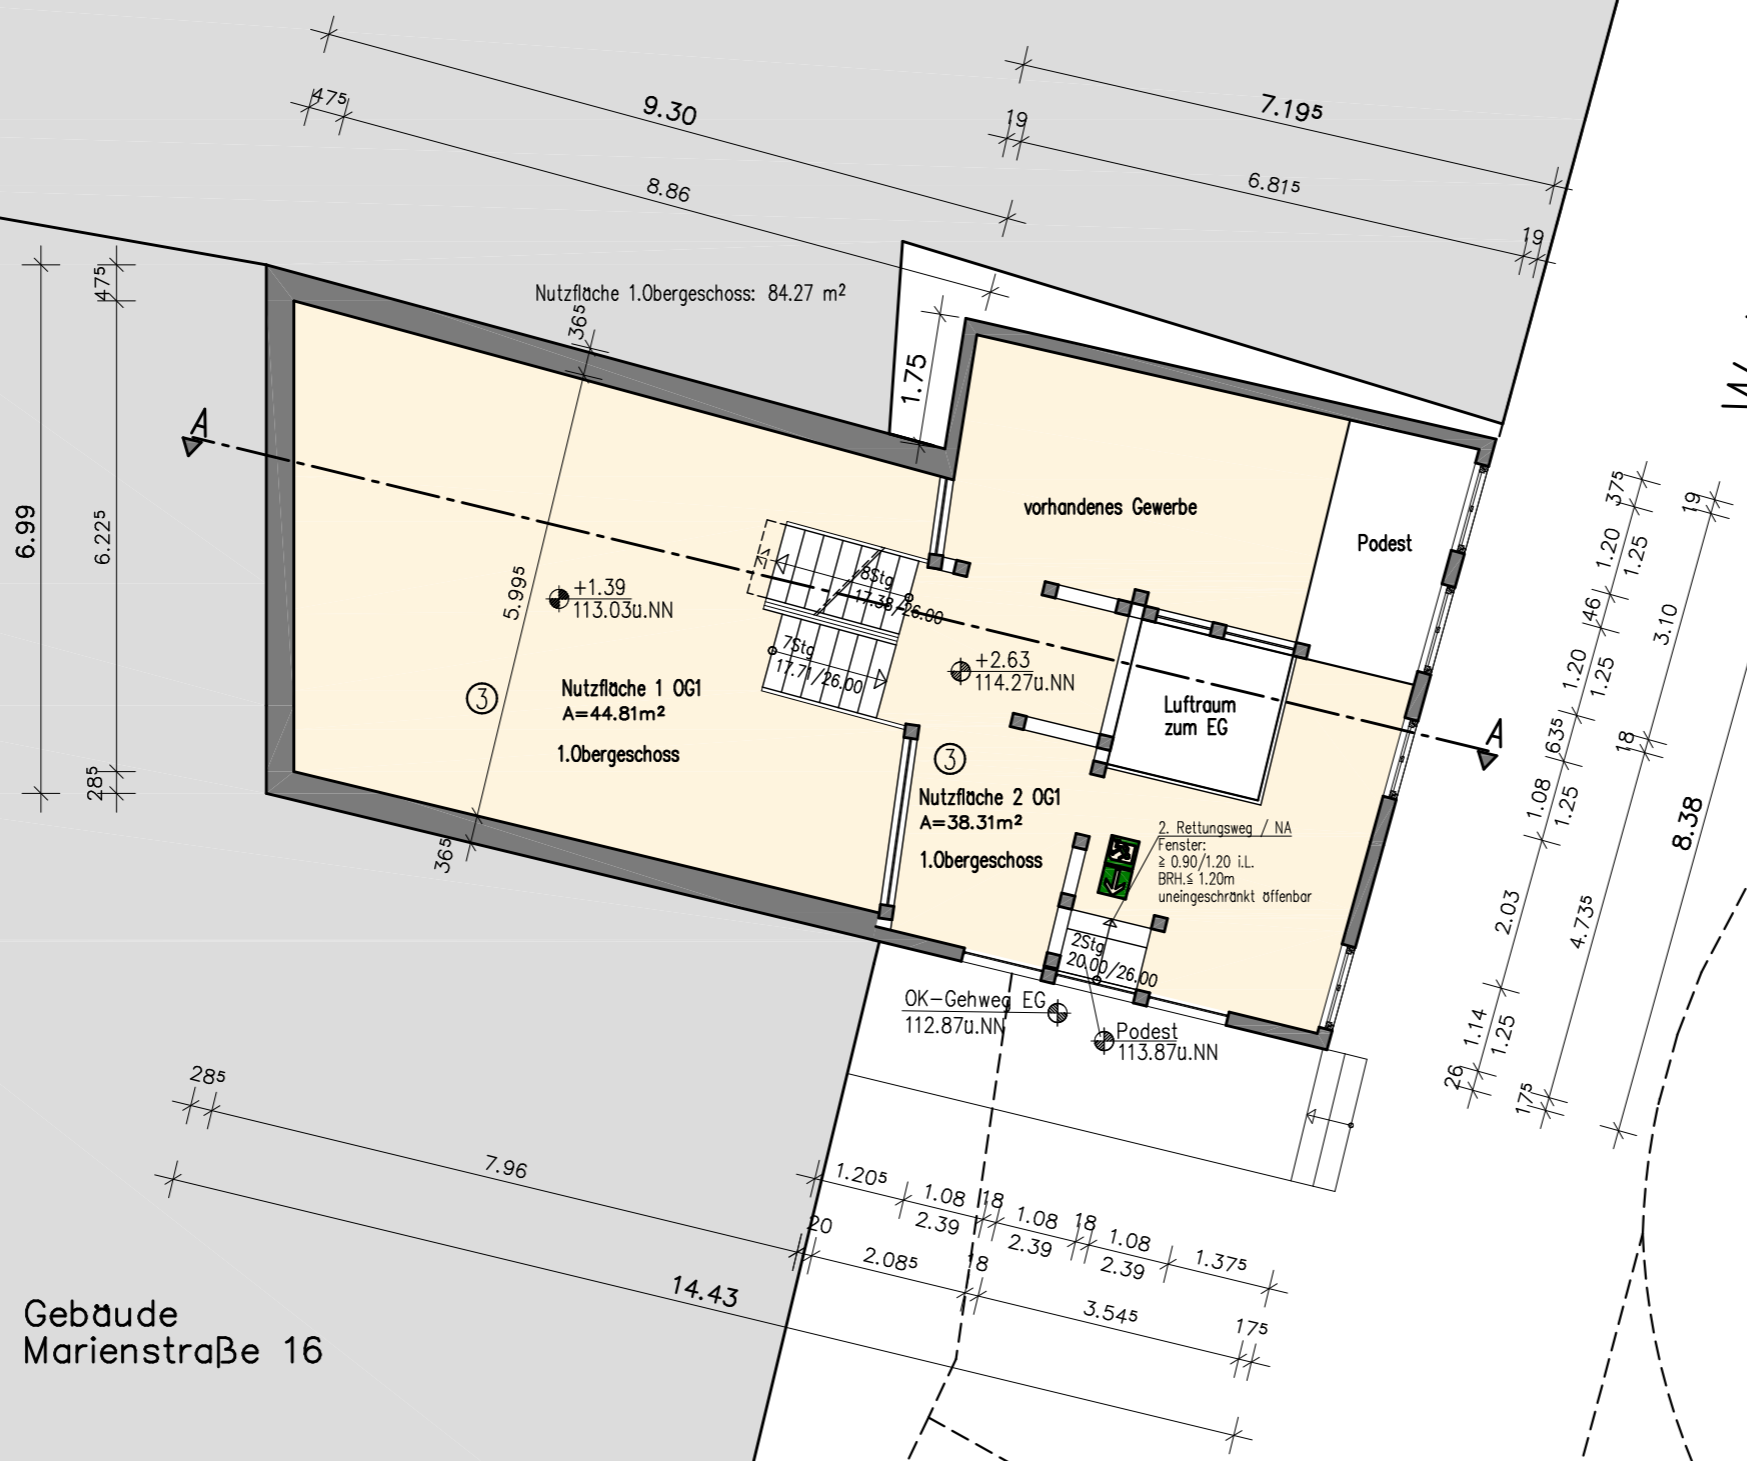 9.30
7.19⁵
47⁵
19
8.86
6.81⁵
19
47⁵
Nutzfläche 1.Obergeschoss: 84.27 m²
36⁵
1.75
A
6.99
6.22⁵
vorhandenes Gewerbe
Podest
37⁵
19
1.20
1.25
46
3.10
1.20
1.25
8Stg
17.38/26.00
+1.39
113.03ü.NN
5.99⁵
7Stg
17.71/26.00
+2.63
114.27ü.NN
Nutzfläche 1 OG1
A=44.81m²
1.Obergeschoss
3
Luftraum
zum EG
A
63⁵
18
1.08
1.25
8.38
28⁵
3
Nutzfläche 2 OG1
A=38.31m²
1.Obergeschoss
2. Rettungsweg / NA
Fenster:
≥ 0.90/1.20 i.L.
BRH.≤ 1.20m
uneingeschränkt öffenbar
36⁵
2.03
4.73⁵
2Stg
20.00/26.00
OK-Gehweg EG
112.87ü.NN
Podest
113.87ü.NN
1.14
1.25
26
17⁵
28⁵
7.96
1.20⁵
1.08
2.39
18
1.08
2.39
18
1.08
2.39
1.37⁵
20
2.08⁵
18
3.54⁵
17⁵
14.43
Gebäude
Marienstraße 16